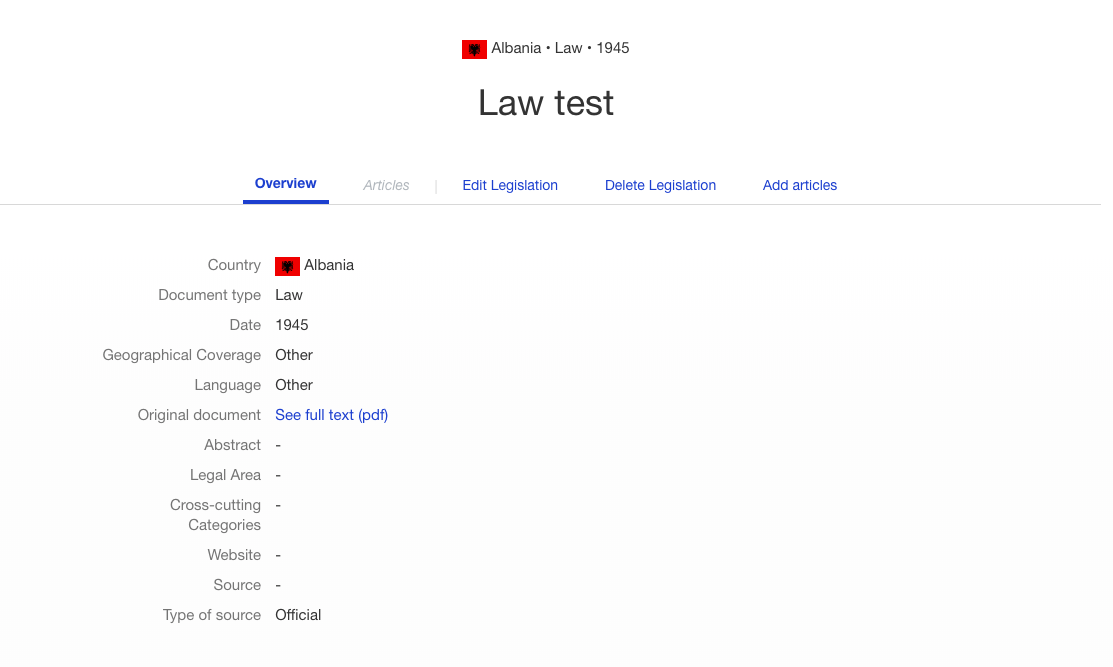 Albania • Law • 1945
Law test
Overview Articles | Edit Legislation Delete Legislation Add articles
Country Albania
Document type Law
Date 1945
Geographical Coverage Other
Language Other
Original document See full text (pdf)
Abstract -
Legal Area -
Cross-cutting -
Categories
Website -
Source -
Type of source Official